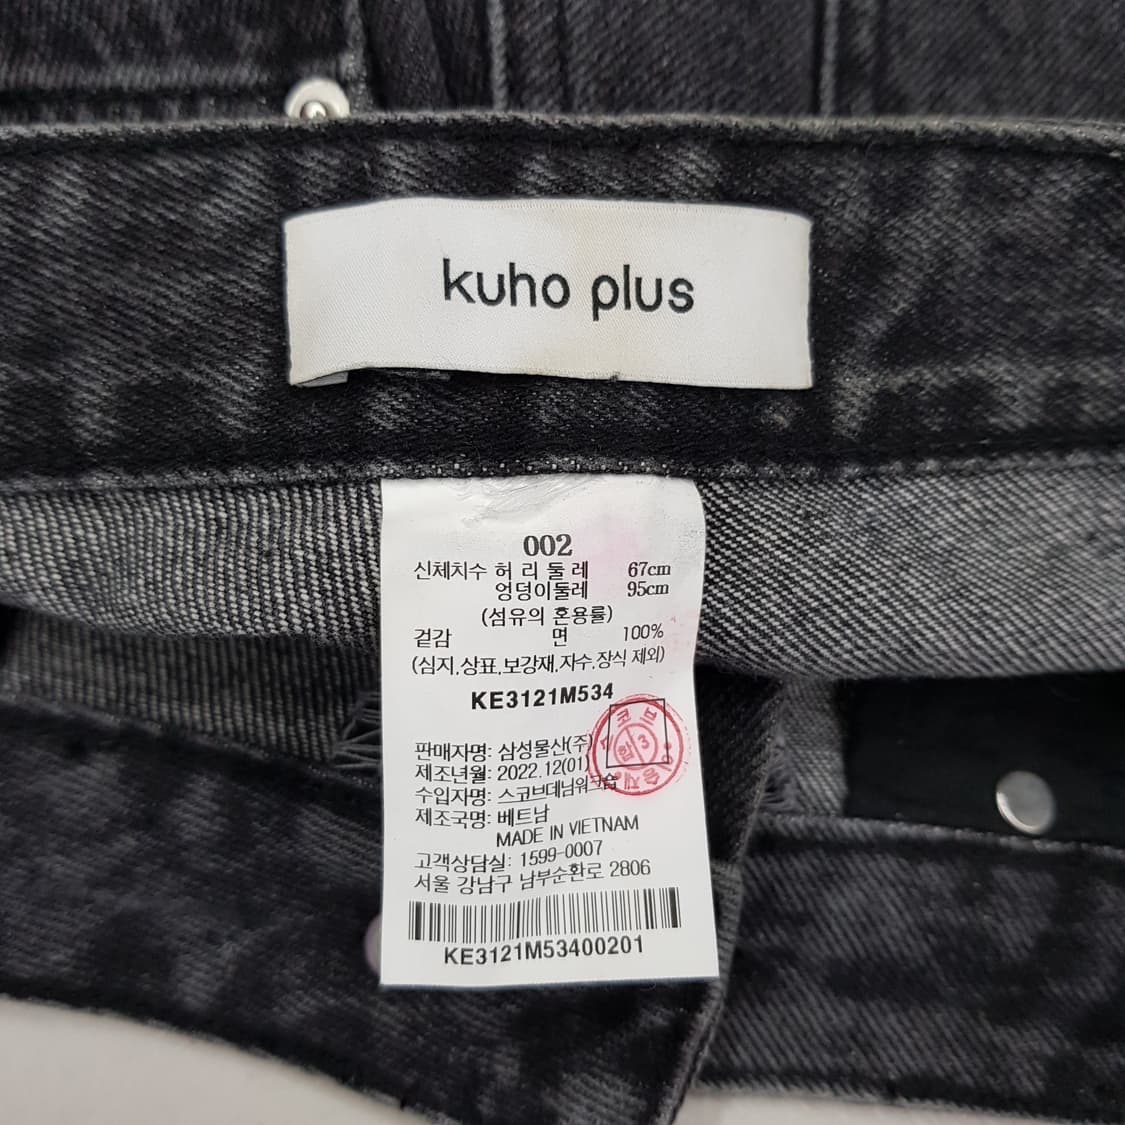 kuho plus
002
신체치수 허 리 둘 레 67cm
엉덩이둘레 95cm
(섬유의 혼용률)
겉감 면 100%
(심지,상표,보강재,자수,장식 제외)
KE3121M534
판매자명: 삼성물산(주)
제조년월: 2022.12(01)
수입자명: 스코브데님워크숍
제조국명: 베트남
MADE IN VIETNAM
고객상담실: 1599-0007
서울 강남구 남부순환로 2806
KE3121M53400201